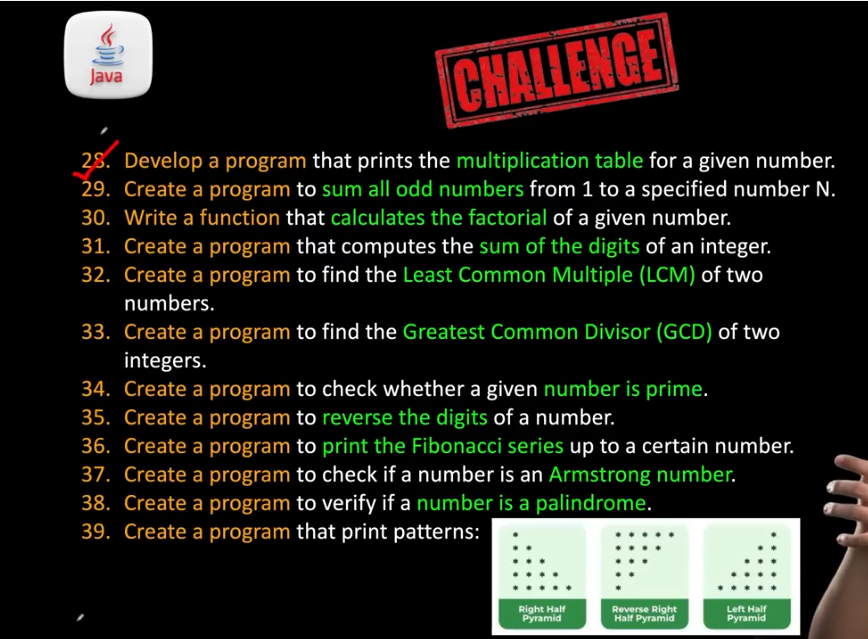 Java
CHALLENGE
28. Develop a program that prints the multiplication table for a given number.
29. Create a program to sum all odd numbers from 1 to a specified number N.
30. Write a function that calculates the factorial of a given number.
31. Create a program that computes the sum of the digits of an integer.
32. Create a program to find the Least Common Multiple (LCM) of two
numbers.
33. Create a program to find the Greatest Common Divisor (GCD) of two
integers.
34. Create a program to check whether a given number is prime.
35. Create a program to reverse the digits of a number.
36. Create a program to print the Fibonacci series up to a certain number.
37. Create a program to check if a number is an Armstrong number.
38. Create a program to verify if a number is a palindrome.
39. Create a program that print patterns:
*
* *
* * *
* * * *
* * * * *
Right Half
Pyramid
* * * * *
* * * *
* * *
* *
*
Reverse Right
Half Pyramid
*
* *
* * *
* * * *
* * * * *
Left Half
Pyramid